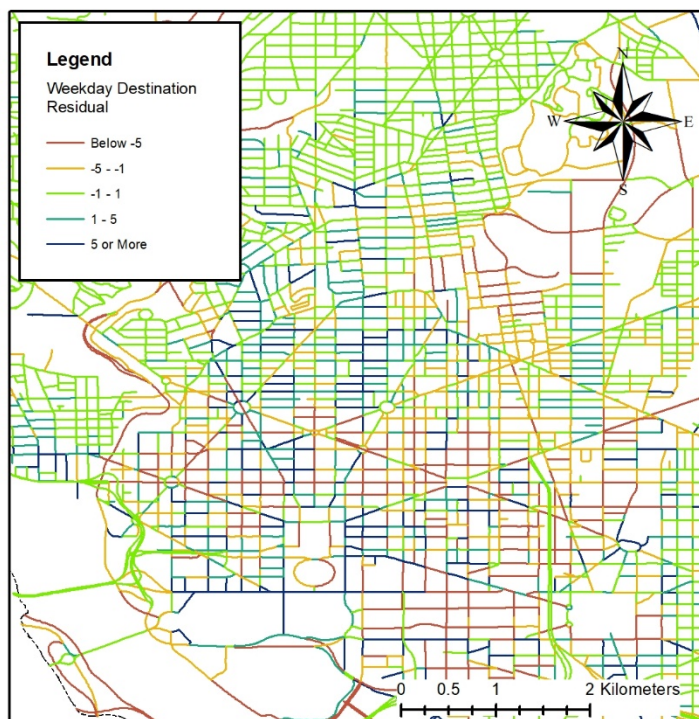 Legend
Weekday Destination
Residual
Below -5
-5 - -1
-1 - 1
1 - 5
5 or More
N
W
E
S
0 0.5 1 2 Kilometers